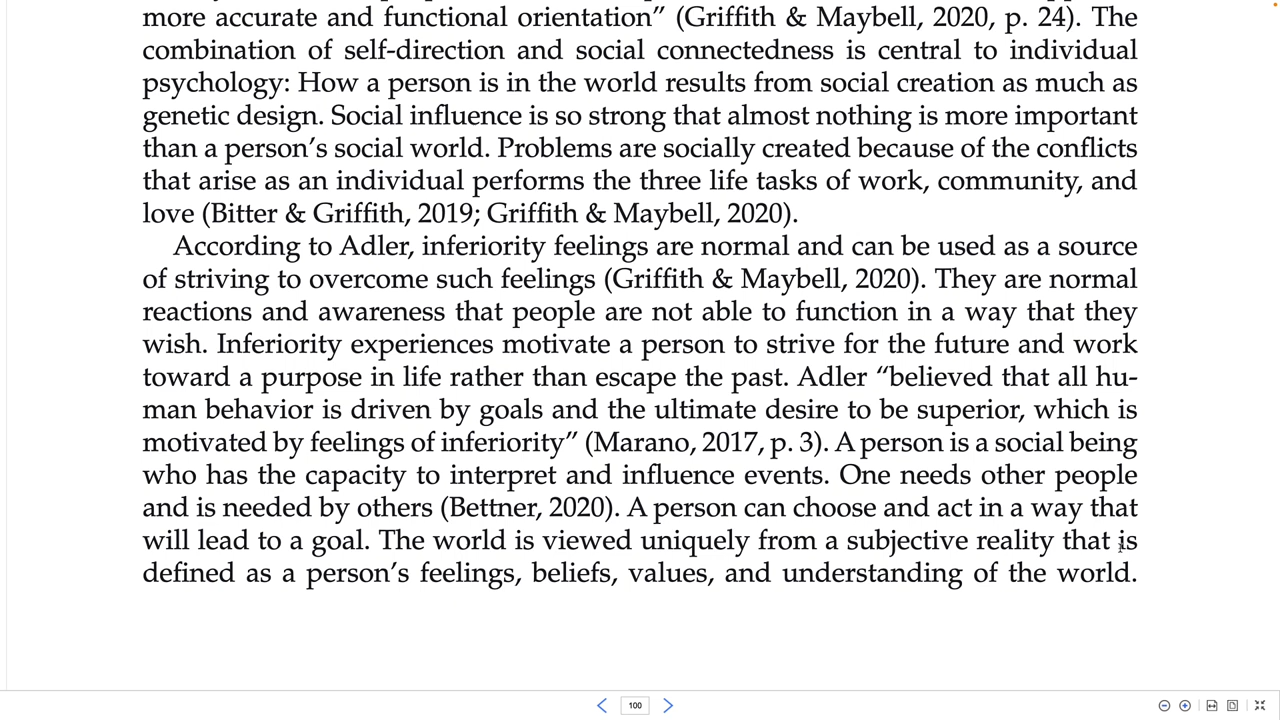 more accurate and functional orientation” (Griffith & Maybell, 2020, p. 24). The
combination of self-direction and social connectedness is central to individual
psychology: How a person is in the world results from social creation as much as
genetic design. Social influence is so strong that almost nothing is more important
than a person’s social world. Problems are socially created because of the conflicts
that arise as an individual performs the three life tasks of work, community, and
love (Bitter & Griffith, 2019; Griffith & Maybell, 2020).
According to Adler, inferiority feelings are normal and can be used as a source
of striving to overcome such feelings (Griffith & Maybell, 2020). They are normal
reactions and awareness that people are not able to function in a way that they
wish. Inferiority experiences motivate a person to strive for the future and work
toward a purpose in life rather than escape the past. Adler “believed that all hu-
man behavior is driven by goals and the ultimate desire to be superior, which is
motivated by feelings of inferiority” (Marano, 2017, p. 3). A person is a social being
who has the capacity to interpret and influence events. One needs other people
and is needed by others (Bettner, 2020). A person can choose and act in a way that
will lead to a goal. The world is viewed uniquely from a subjective reality that is
defined as a person’s feelings, beliefs, values, and understanding of the world.
100